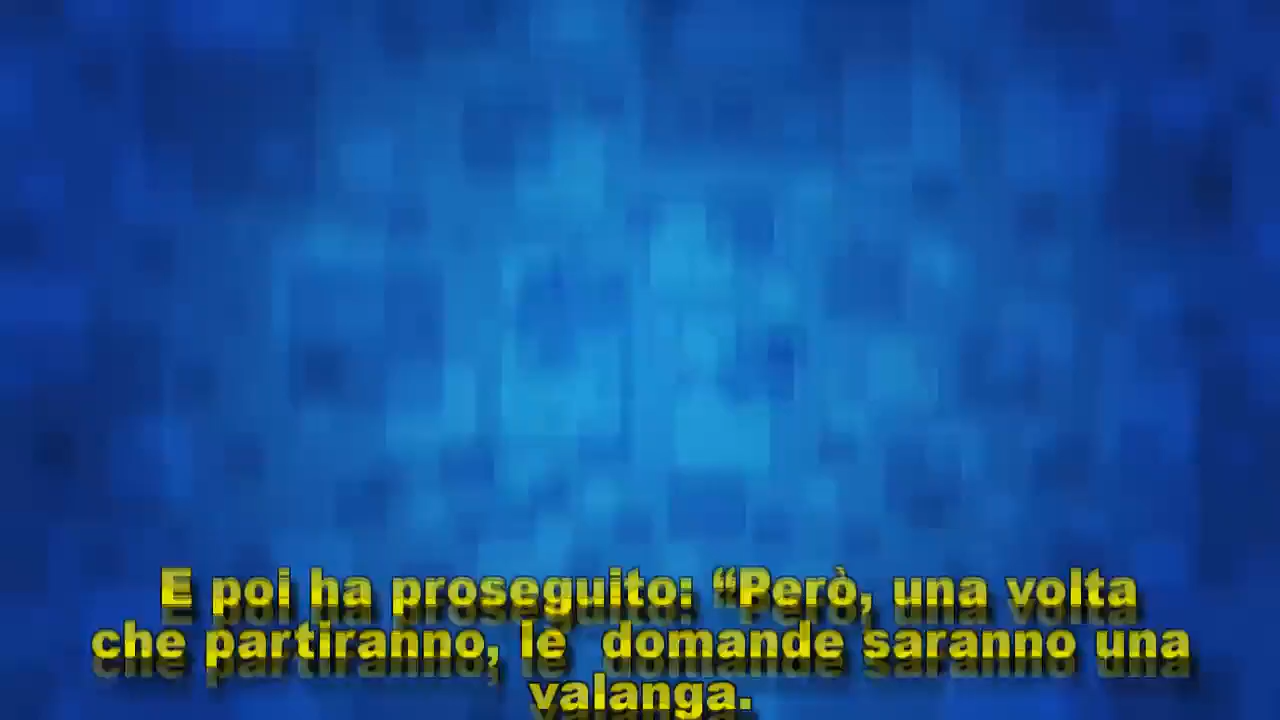 E poi ha proseguito: “Però, una volta
che partiranno, le  domande saranno una
valanga.